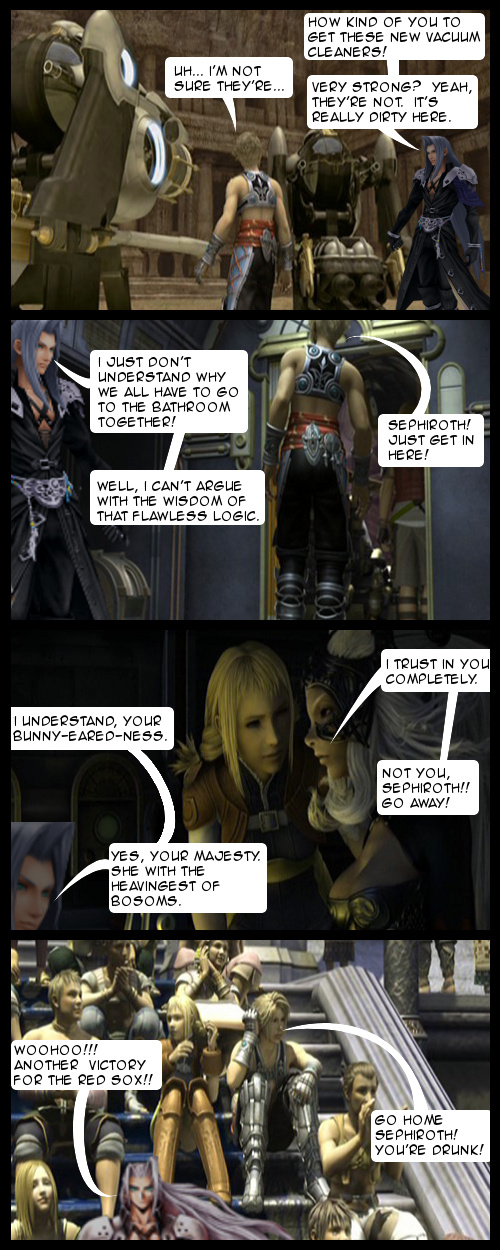 HOW KIND OF YOU TO
GET THESE NEW VACUUM
CLEANERS!
UH... I'M NOT
SURE THEY'RE...
VERY STRONG? YEAH,
THEY'RE NOT. IT'S
REALLY DIRTY HERE.
I JUST DON'T
UNDERSTAND WHY
WE ALL HAVE TO GO
TO THE BATHROOM
TOGETHER!
SEPHIROTH!
JUST GET IN
HERE!
WELL, I CAN'T ARGUE
WITH THE WISDOM OF
THAT FLAWLESS LOGIC.
I TRUST IN YOU
COMPLETELY.
I UNDERSTAND, YOUR
BUNNY-EARED-NESS.
NOT YOU,
SEPHIROTH!!
GO AWAY!
YES, YOUR MAJESTY.
SHE WITH THE
HEAVINGEST OF
BOSOMS.
WOOHOO!!!
ANOTHER VICTORY
FOR THE RED SOX!!
GO HOME
SEPHIROTH!
YOU'RE DRUNK!